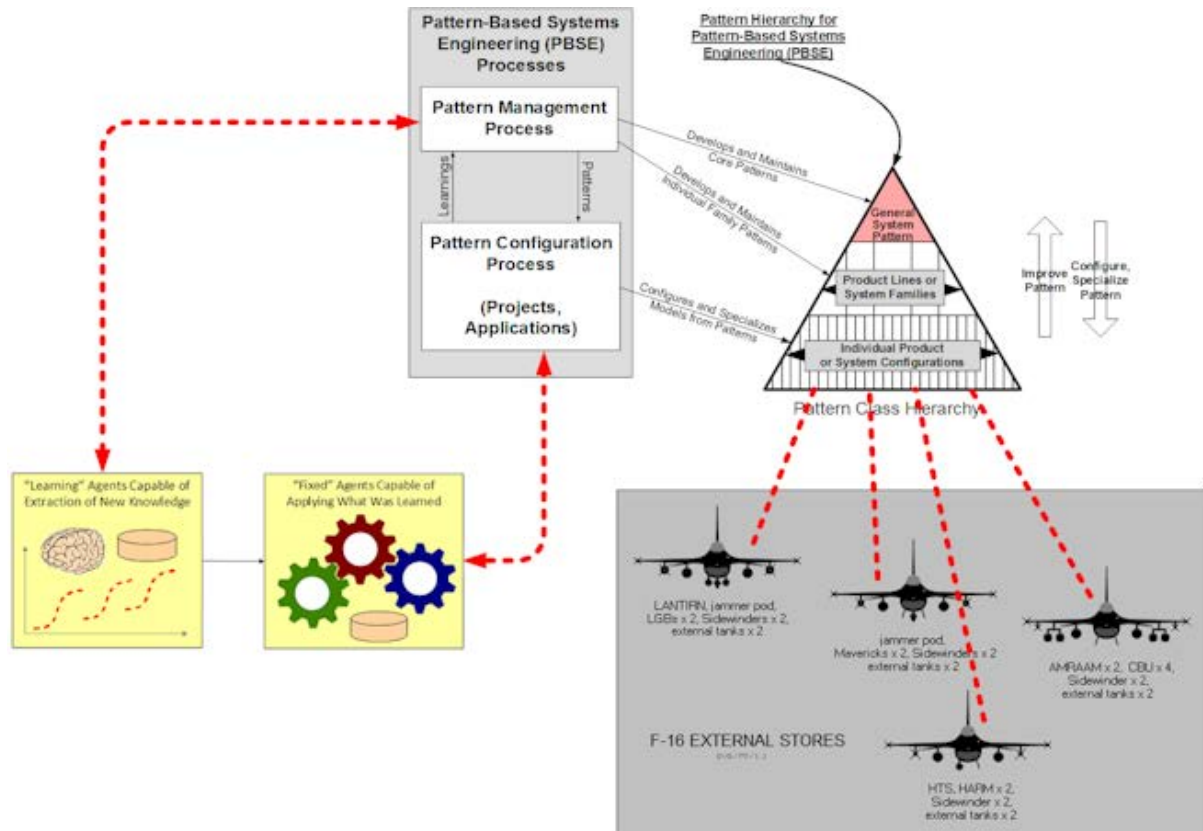 Pattern-Based Systems
Engineering (PBSE)
Processes
Pattern Management
Process
Learnings
Patterns
Pattern Configuration
Process
(Projects,
Applications)
Pattern Hierarchy for
Pattern-Based Systems
Engineering (PBSE)
Develops and Maintains
Core Patterns
Develops and Maintains
Individual Family Patterns
Configures and Specializes
Models from Patterns
General
System
Pattern
Product Lines or
System Families
Individual Product
or System Configurations
Pattern Class Hierarchy
Improve
Pattern
Configure,
Specialize
Pattern
"Learning" Agents Capable of
Extraction of New Knowledge
"Fixed" Agents Capable of
Applying What Was Learned
LANTIRN, jammer pod,
LGBs x 2, Sidewinders x 2,
external tanks x 2
jammer pod,
Mavericks x 2, Sidewinders x 2
external tanks x 2
AMRAAM x 2, CBU x 4,
Sidewinder x 2,
external tanks x 2
F-16 EXTERNAL STORES
HTS, HARM x 2,
Sidewinder x 2,
external tanks x 2